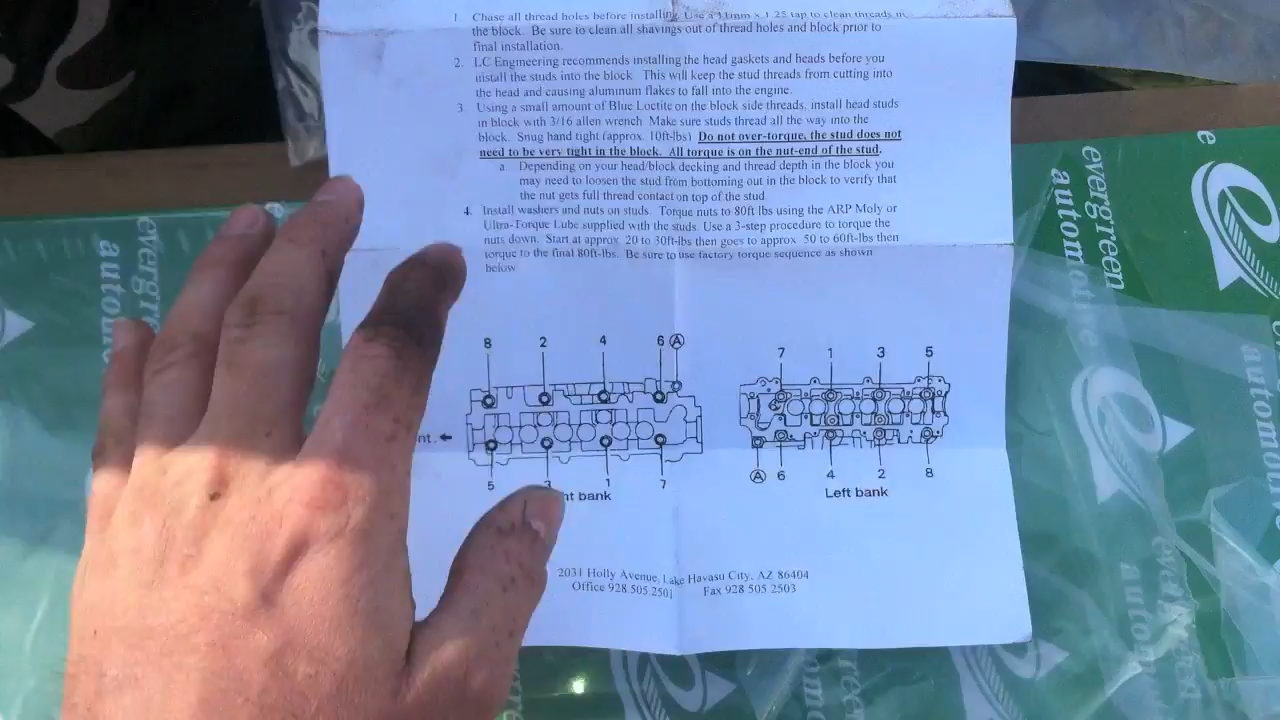 1. Chase all thread holes before installing. Use a 11mm x 1.25 tap to clean threads in
the block. Be sure to clean all shavings out of thread holes and block prior to
final installation.
2. LC Engineering recommends installing the head gaskets and heads before you
install the studs into the block. This will keep the stud threads from cutting into
the head and causing aluminum flakes to fall into the engine.
3. Using a small amount of Blue Loctite on the block side threads, install head studs
in block with 3/16 allen wrench. Make sure studs thread all the way into the
block. Snug hand tight (approx. 10ft-lbs) Do not over-torque, the stud does not
need to be very tight in the block. All torque is on the nut-end of the stud.
a. Depending on your head/block decking and thread depth in the block you
may need to loosen the stud from bottoming out in the block to verify that
the nut gets full thread contact on top of the stud
4. Install washers and nuts on studs. Torque nuts to 80ft lbs using the ARP Moly or
Ultra-Torque Lube supplied with the studs. Use a 3-step procedure to torque the
nuts down. Start at approx. 20 to 30ft-lbs then goes to approx. 50 to 60ft-lbs then
torque to the final 80ft-lbs. Be sure to use factory torque sequence as shown
below
8 2 4 6 A
nt.
5 3 1 7
ht bank
7 1 3 5
A 6 4 2 8
Left bank
2031 Holly Avenue, Lake Havasu City, AZ 86404
Office 928 505 2501 Fax 928 505 2503
evergreen
automotive
evergreen
automo
e
evergreen
autom
evergreen
automo